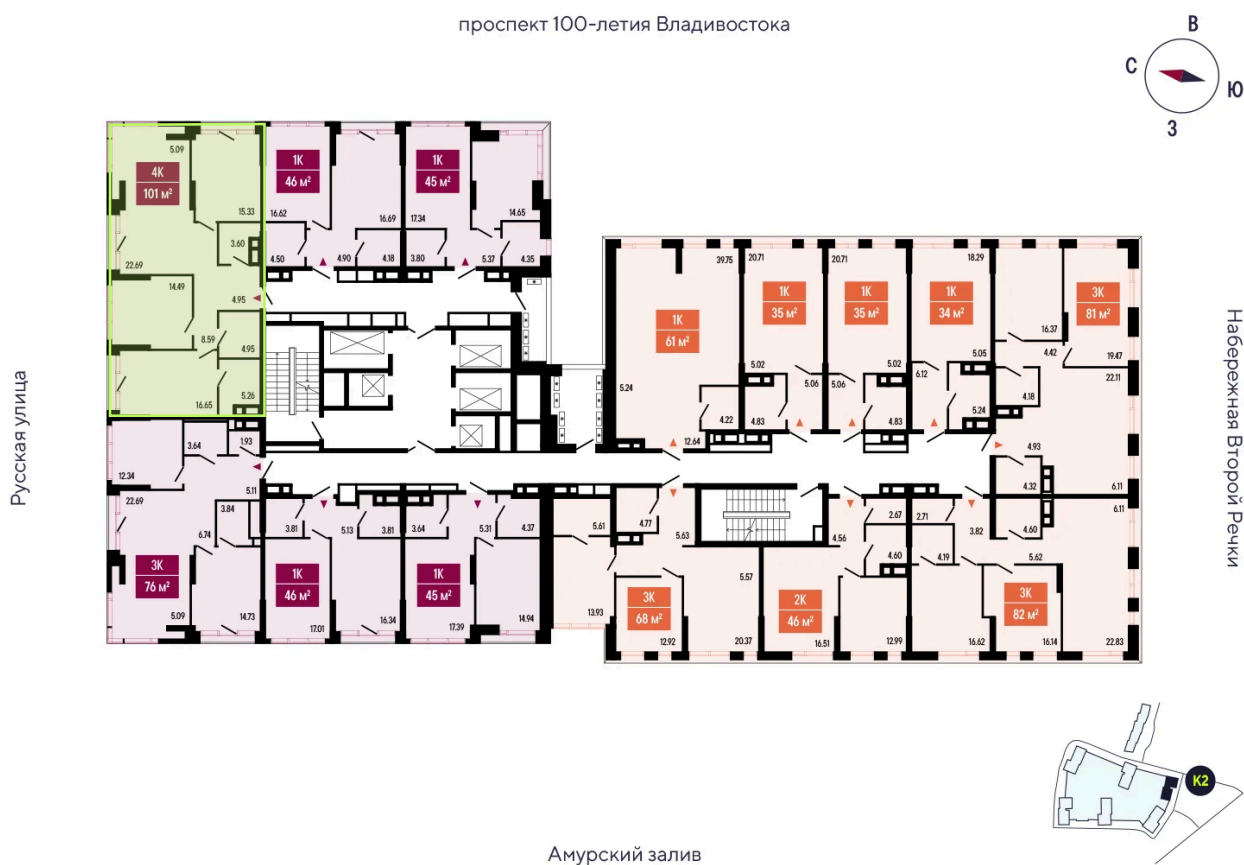 проспект 100-летия Владивостока
В
С
Ю
З
5.09
4К
101 м²
15.33
3.60
22.69
14.49
4.95
8.59
4.95
16.65
5.26
1К
46 м²
16.62
16.69
4.50
4.90
4.18
1К
45 м²
17.34
14.65
3.80
5.37
4.35
39.75
1К
61 м²
5.24
4.22
12.64
20.71
1К
35 м²
5.02
5.06
4.83
20.71
1К
35 м²
5.02
5.06
4.83
18.29
1К
34 м²
5.05
6.12
5.24
3К
81 м²
16.37
4.42
19.47
22.11
4.18
4.93
4.32
6.11
Русская улица
Набережная Второй Речки
3.64
1.93
12.34
5.11
22.69
3.84
6.74
3К
76 м²
5.09
14.73
3.81
5.13
3.81
1К
46 м²
17.01
16.34
3.64
5.31
4.37
1К
45 м²
17.39
14.94
5.61
4.77
5.63
5.57
13.93
3К
68 м²
12.92
20.37
4.56
2.67
4.60
2К
46 м²
16.51
12.99
2.71
3.82
4.60
6.11
4.19
5.62
3К
82 м²
16.62
16.14
22.83
К2
Амурский залив